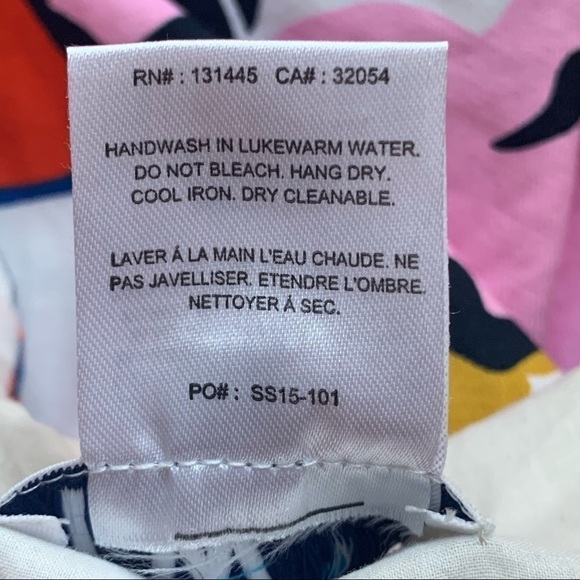 RN# : 131445 CA# : 32054
HANDWASH IN LUKEWARM WATER.
DO NOT BLEACH. HANG DRY.
COOL IRON. DRY CLEANABLE.
LAVER Á LA MAIN L'EAU CHAUDE. NE
PAS JAVELLISER. ETENDRE L'OMBRE.
NETTOYER Á SEC.
PO# : SS15-101